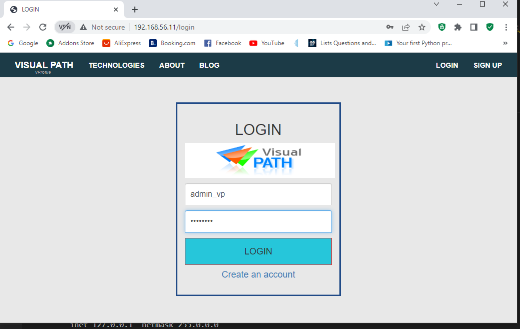 LOGIN
VPN Not secure 192.168.56.11/login
Google Addons Store AliExpress Booking.com Facebook YouTube Lists Questions and... Your first Python pr... »
VISUAL PATH TECHNOLOGIES ABOUT BLOG LOGIN SIGN UP
LOGIN
Visual
PATH
admin_vp
••••••••
LOGIN
Create an account
inet 127.0.0.1 netmask 255.0.0.0